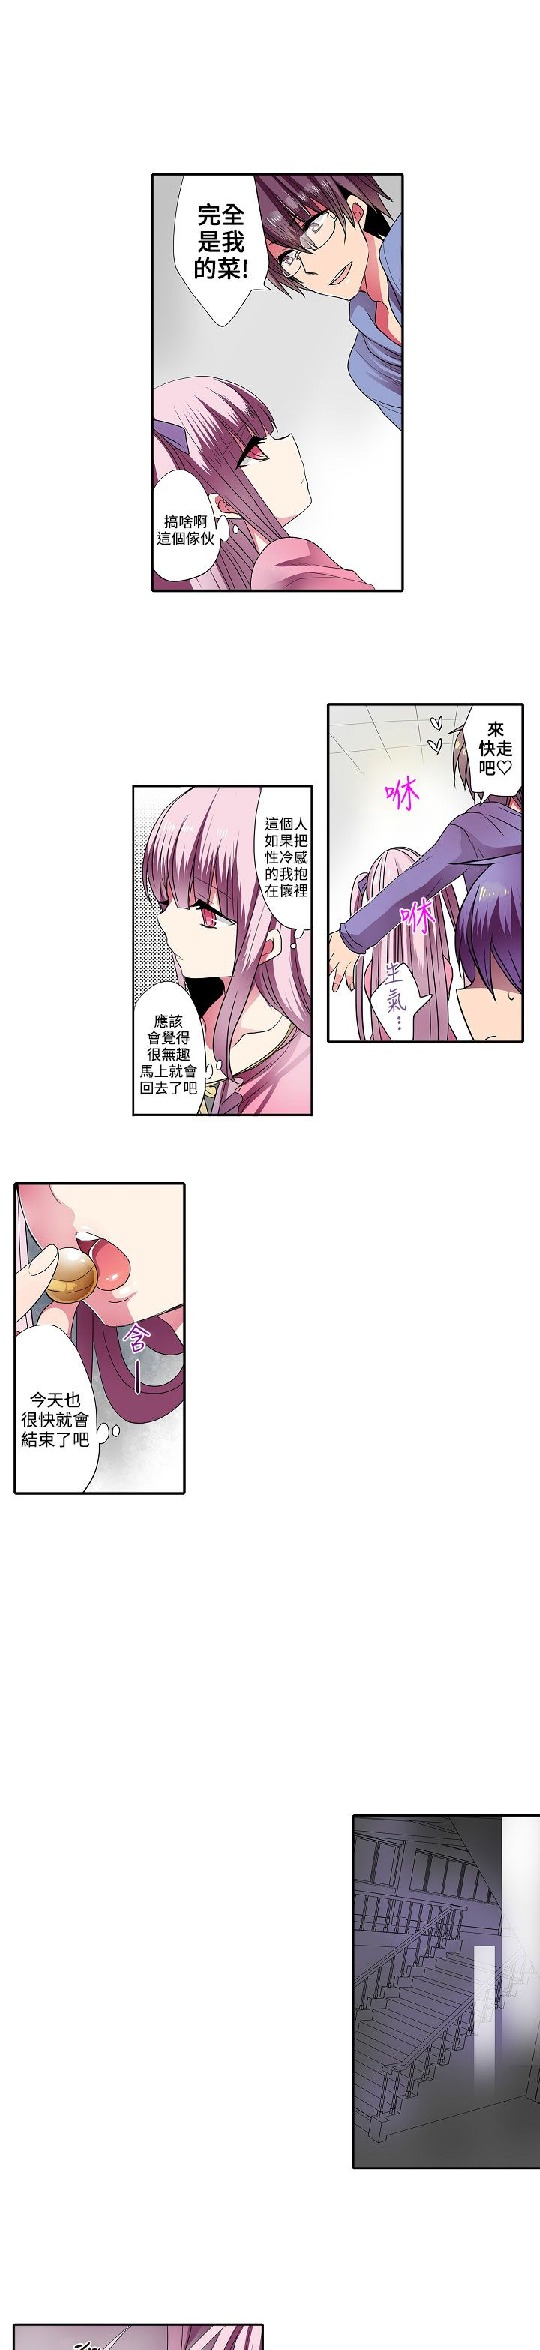 完全
是我
的菜!
搞啥啊
這個傢伙
來
快走
吧♡
咻
咻
生氣…
這個人
如果把
性冷感
的我抱
在懷裡
應該
會覺得
很無趣
馬上就會
回去了吧
含
今天也
很快就會
結束了吧